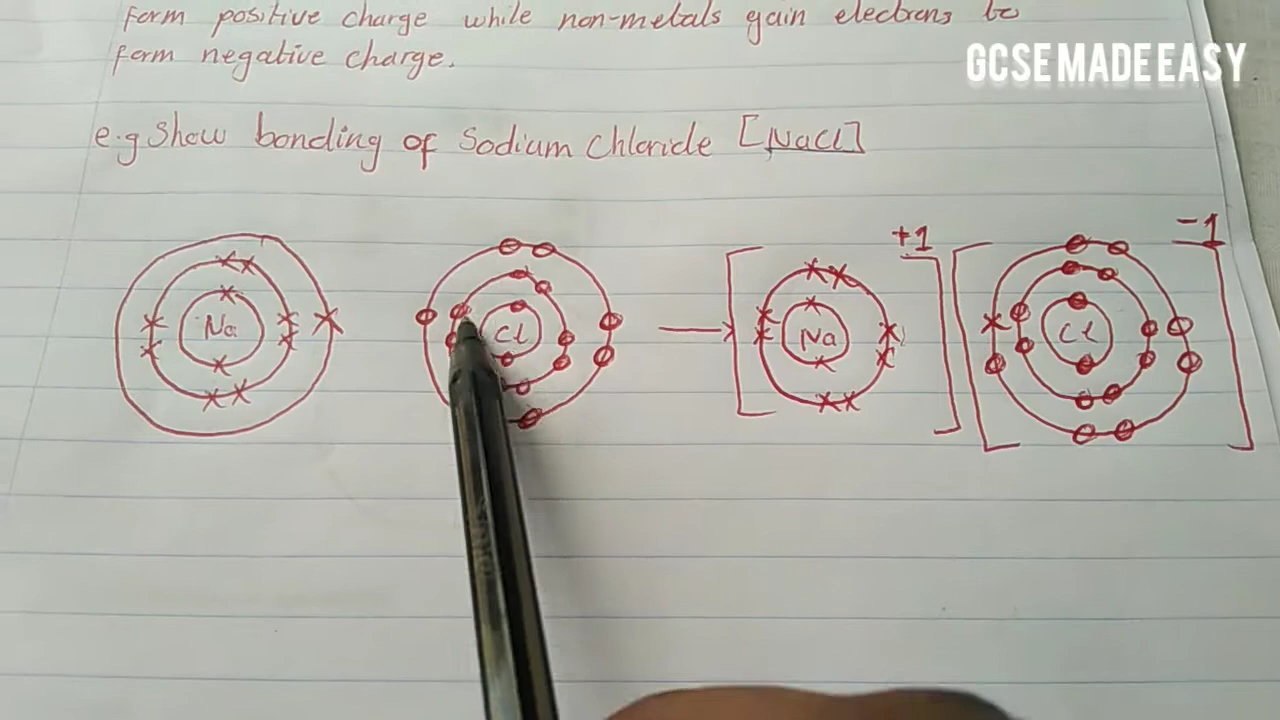 form positive charge while non-metals gain electrons to
form negative charge.
GCSE MADE EASY
e.g Show bonding of Sodium Chloride [NaCl]
Na
Cl
Na
+1
Cl
-1